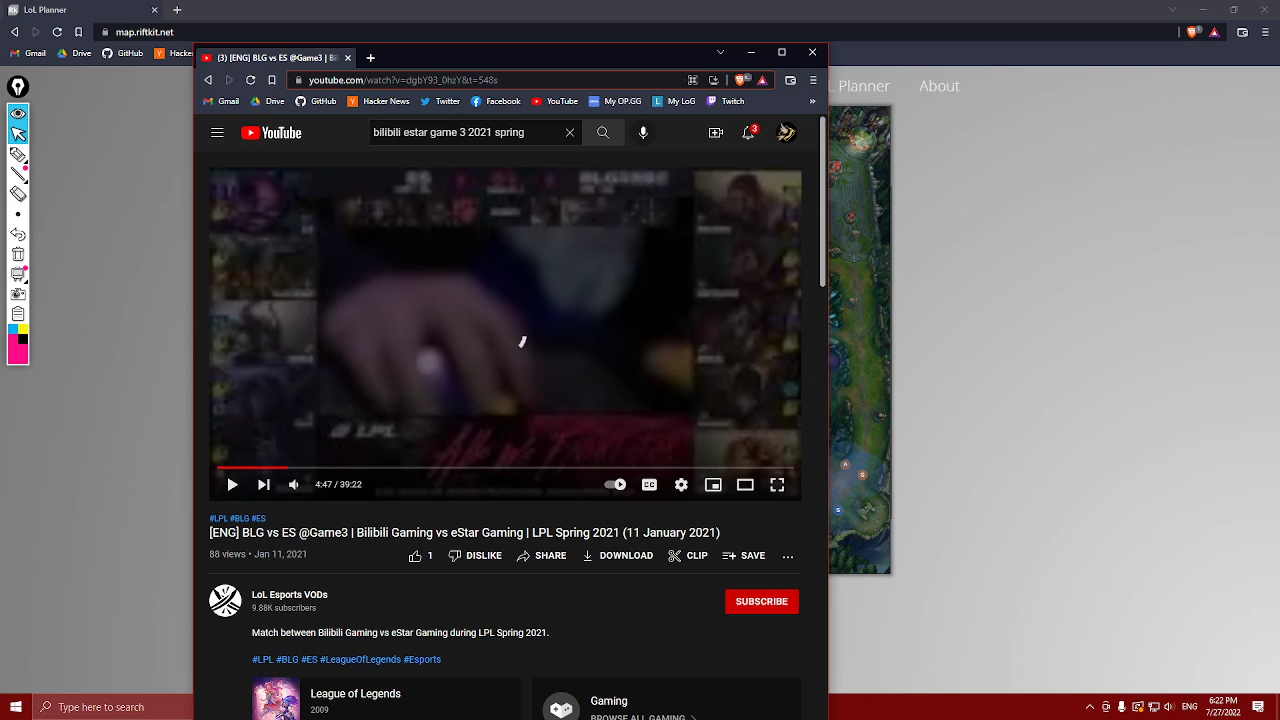 LoL Planner
map.riftkit.net
Gmail
Drive
GitHub
Hacke
L Planner
About
(3) [ENG] BLG vs ES @Game3 | Bil
youtube.com/watch?v=dgbY93_0hzY&t=548s
Gmail
Drive
GitHub
Hacker News
Twitter
Facebook
YouTube
My OP.GG
My LoG
Twitch
YouTube
bilibili estar game 3 2021 spring
3
LPL
4:47 / 39:22
#LPL #BLG #ES
[ENG] BLG vs ES @Game3 | Bilibili Gaming vs eStar Gaming | LPL Spring 2021 (11 January 2021)
88 views • Jan 11, 2021
1
DISLIKE
SHARE
DOWNLOAD
CLIP
SAVE
LoL Esports VODs
9.88K subscribers
SUBSCRIBE
Match between Bilibili Gaming vs eStar Gaming during LPL Spring 2021.
#LPL #BLG #ES #LeagueOfLegends #Esports
League of Legends
2009
Gaming
BROWSE ALL GAMING
Type here to search
ENG
6:22 PM
7/27/2022